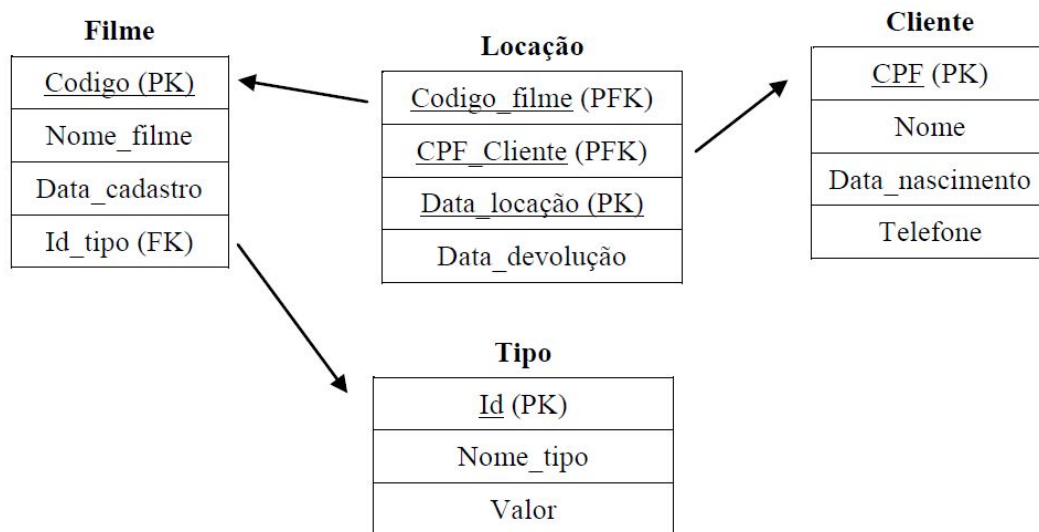 Filme
Codigo (PK)
Nome_filme
Data_cadastro
Id_tipo (FK)
Locação
Codigo_filme (PFK)
CPF_Cliente (PFK)
Data_locação (PK)
Data_devolução
Cliente
CPF (PK)
Nome
Data_nascimento
Telefone
Tipo
Id (PK)
Nome_tipo
Valor